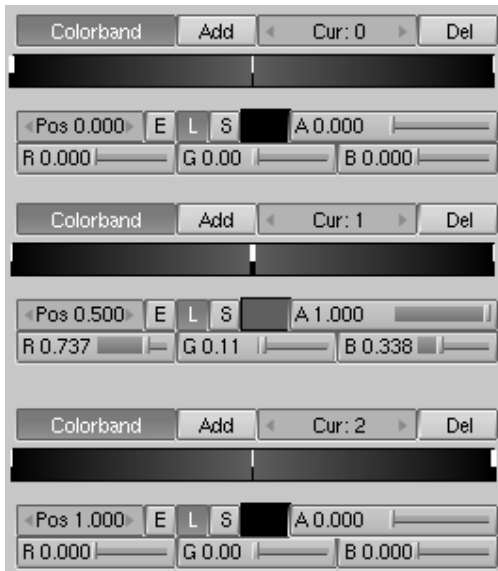 Colorband Add Cur: 0 Del
Pos 0.000 E L S A 0.000
R 0.000 G 0.00 B 0.000
Colorband Add Cur: 1 Del
Pos 0.500 E L S A 1.000
R 0.737 G 0.11 B 0.338
Colorband Add Cur: 2 Del
Pos 1.000 E L S A 0.000
R 0.000 G 0.00 B 0.000